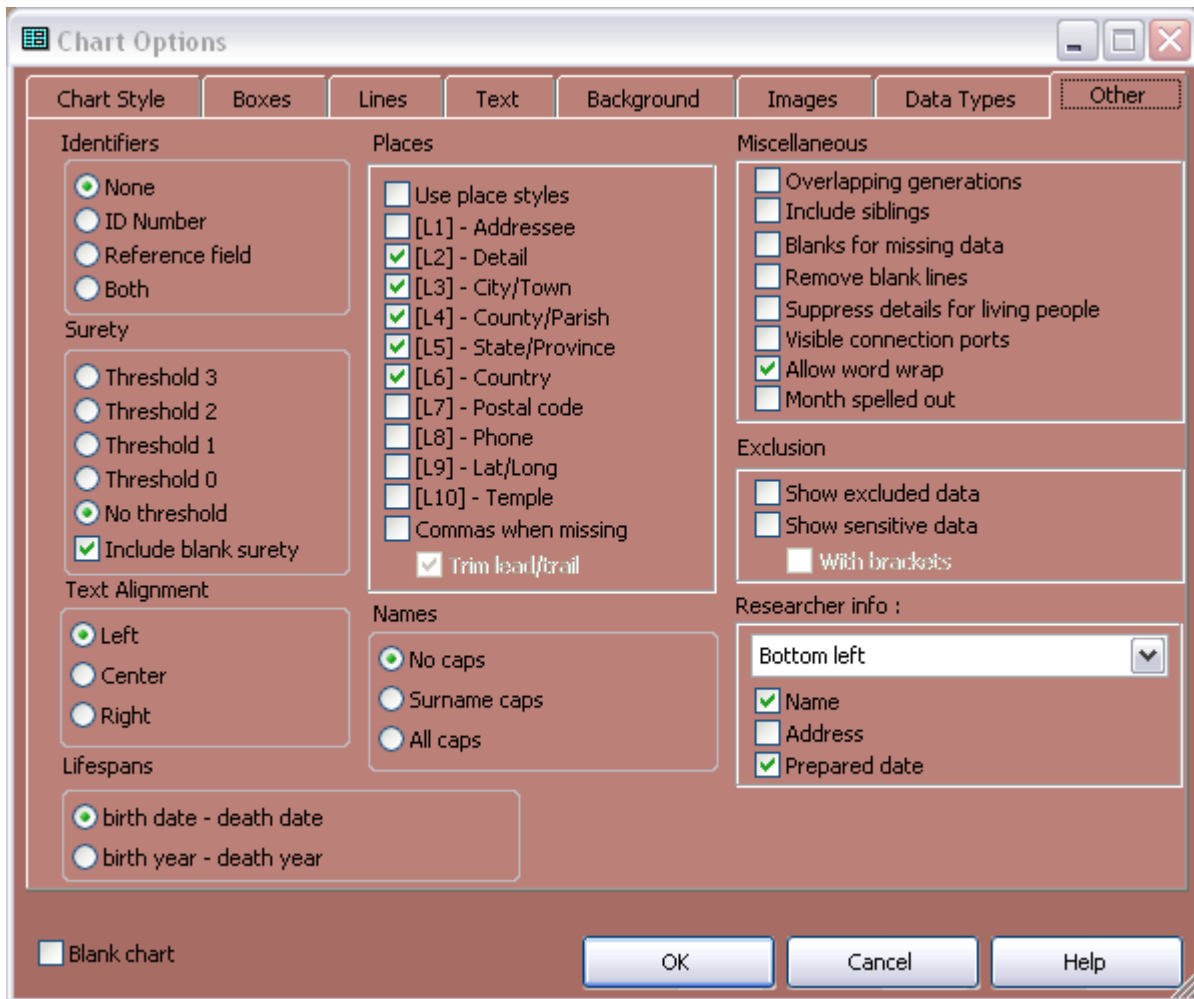 Chart Options
Chart Style Boxes Lines Text Background Images Data Types Other
Identifiers
None
ID Number
Reference field
Both
Surety
Threshold 3
Threshold 2
Threshold 1
Threshold 0
No threshold
Include blank surety
Text Alignment
Left
Center
Right
Lifespans
birth date - death date
birth year - death year
Places
Use place styles
[L1] - Addressee
[L2] - Detail
[L3] - City/Town
[L4] - County/Parish
[L5] - State/Province
[L6] - Country
[L7] - Postal code
[L8] - Phone
[L9] - Lat/Long
[L10] - Temple
Commas when missing
Trim lead/trail
Names
No caps
Surname caps
All caps
Miscellaneous
Overlapping generations
Include siblings
Blanks for missing data
Remove blank lines
Suppress details for living people
Visible connection ports
Allow word wrap
Month spelled out
Exclusion
Show excluded data
Show sensitive data
With brackets
Researcher info :
Bottom left
Name
Address
Prepared date
Blank chart
OK Cancel Help